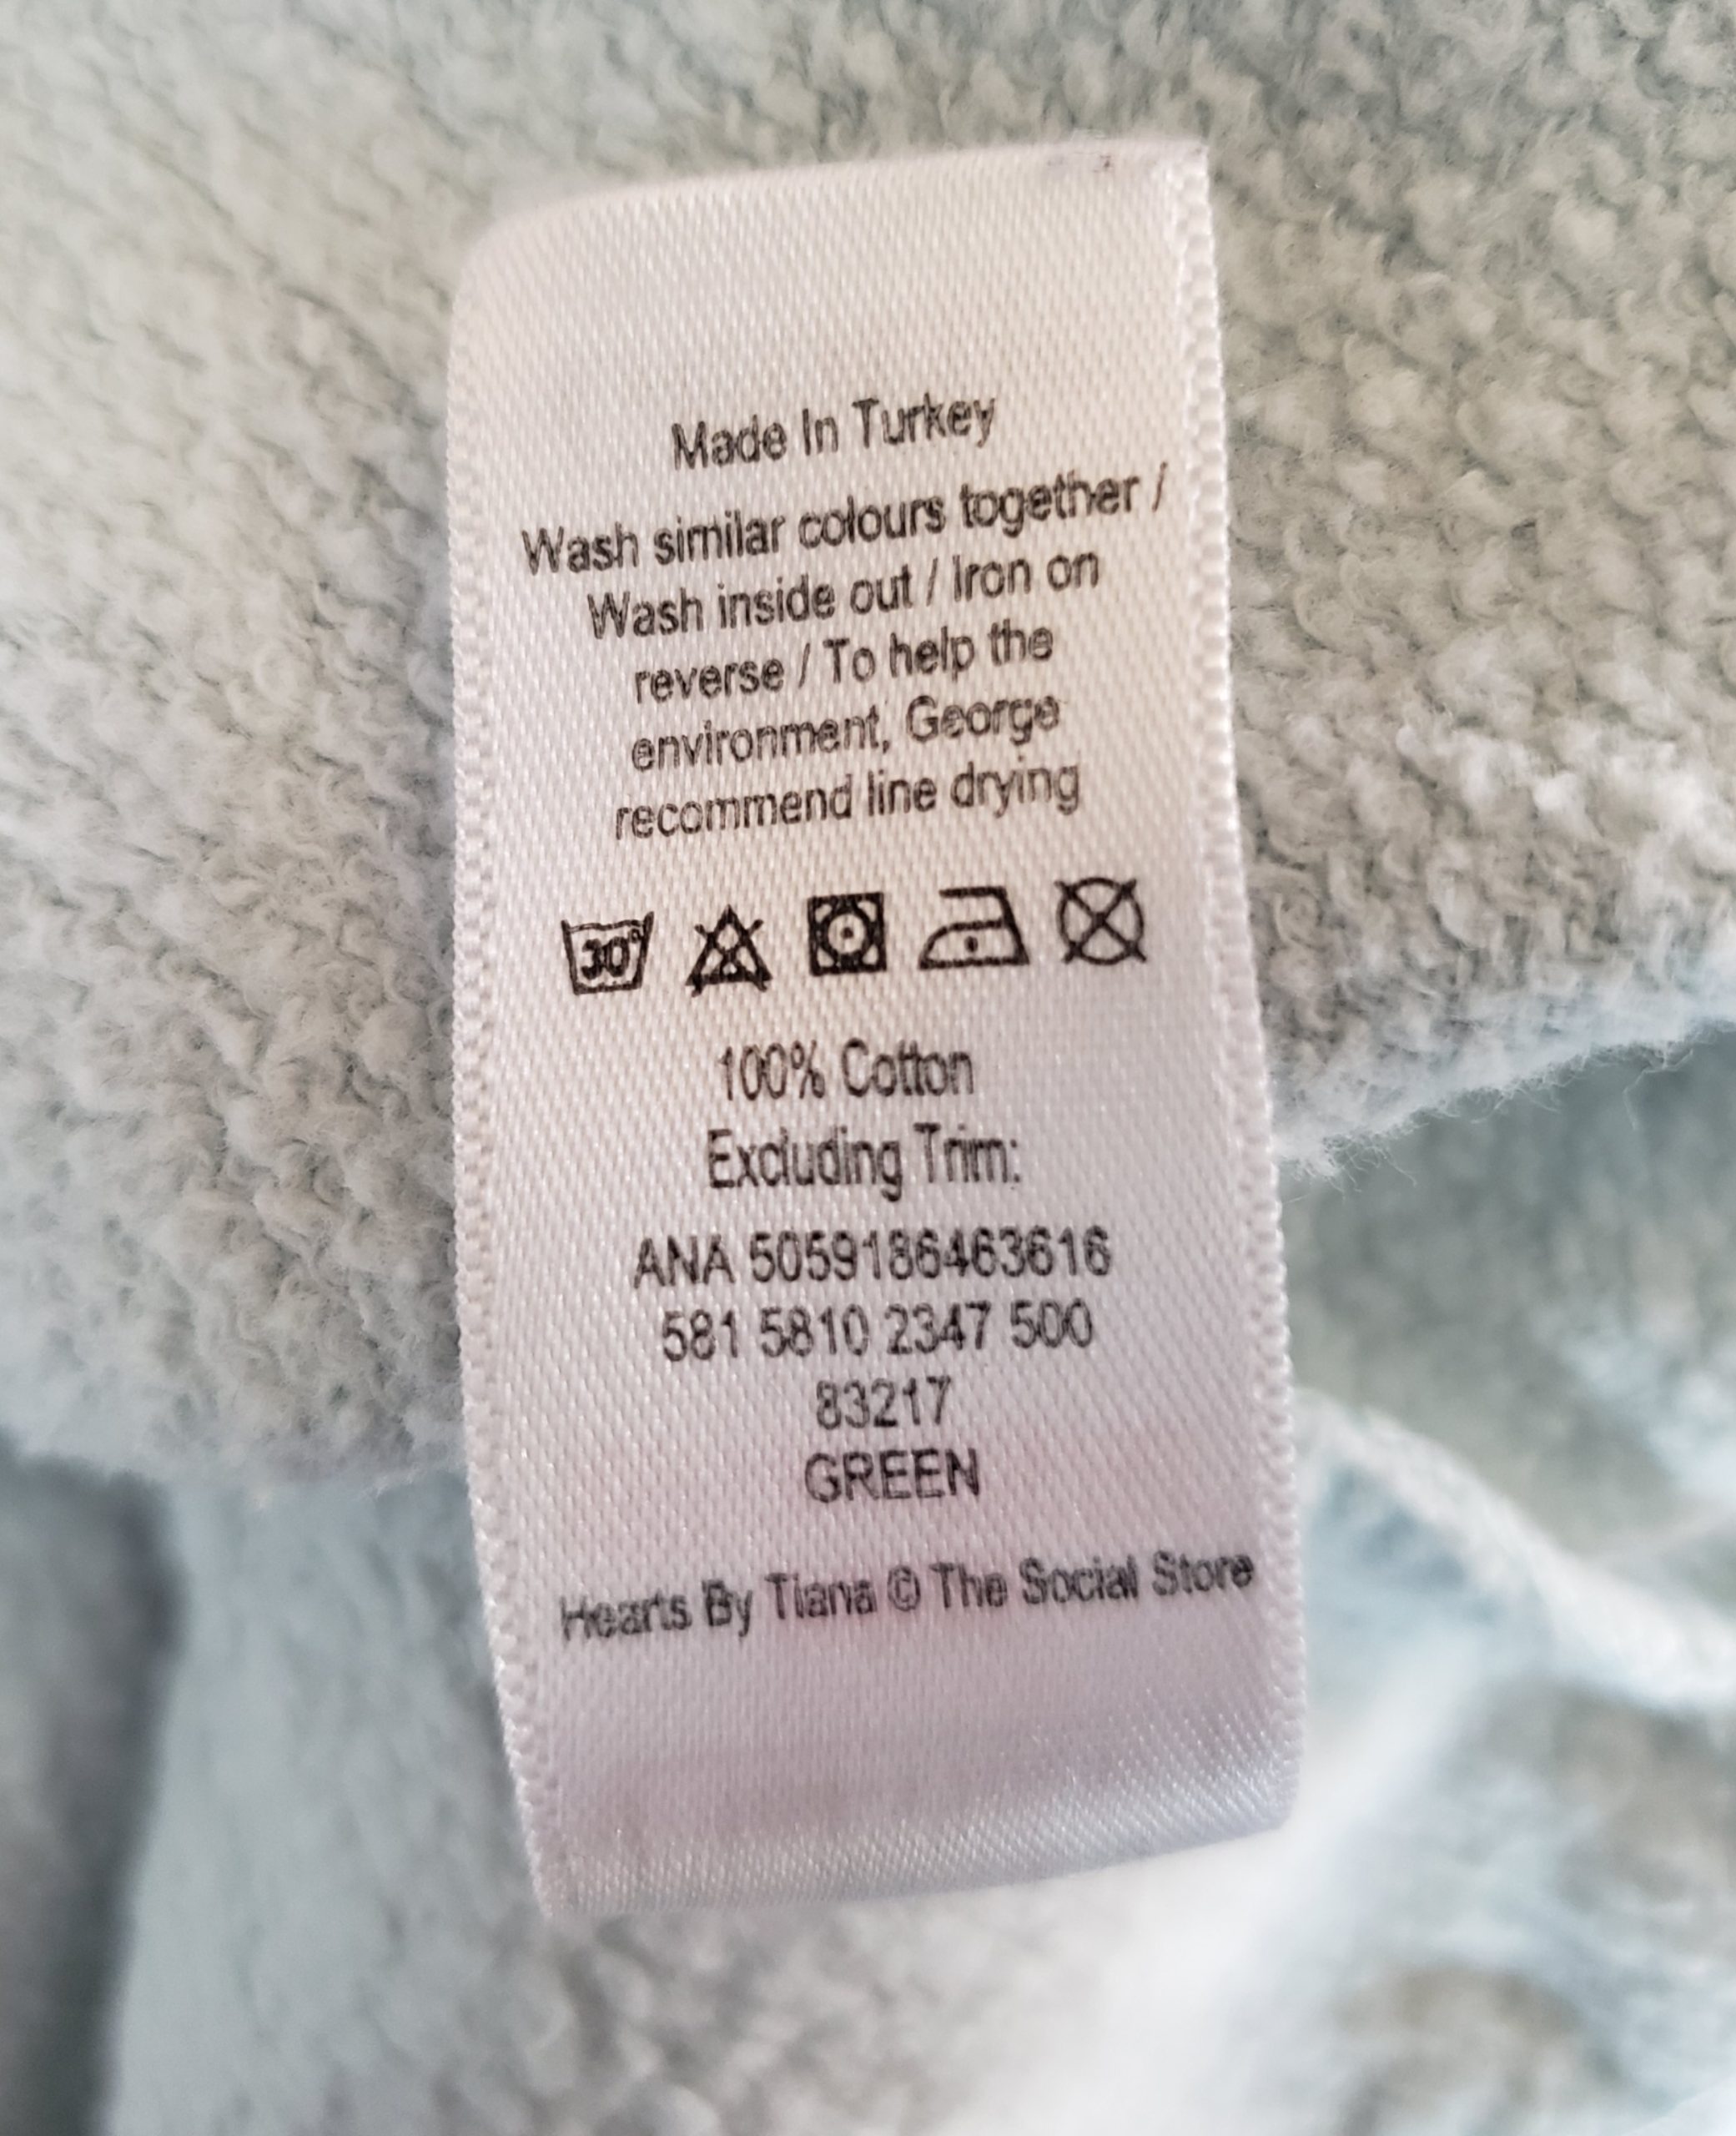 Made In Turkey
Wash similar colours together /
Wash inside out / Iron on
reverse / To help the
environment, George
recommend line drying
30°
100% Cotton
Excluding Trim:
ANA 5059186463616
581 5810 2347 500
83217
GREEN
Hearts By Tiana © The Social Store